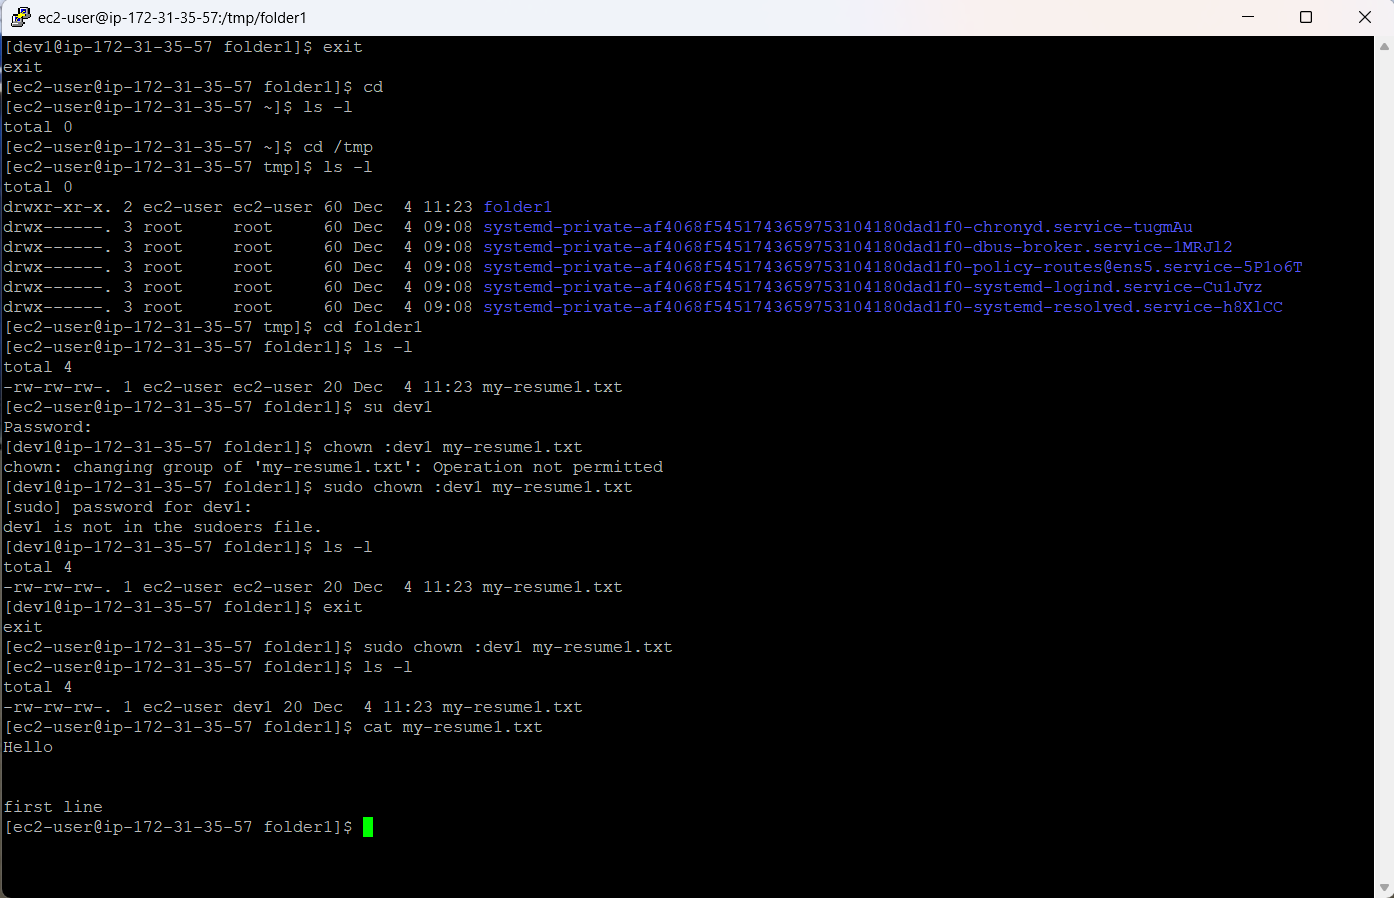 ec2-user@ip-172-31-35-57:/tmp/folder1
[dev1@ip-172-31-35-57 folder1]$ exit
exit
[ec2-user@ip-172-31-35-57 folder1]$ cd
[ec2-user@ip-172-31-35-57 ~]$ ls -l
total 0
[ec2-user@ip-172-31-35-57 ~]$ cd /tmp
[ec2-user@ip-172-31-35-57 tmp]$ ls -l
total 0
drwxr-xr-x. 2 ec2-user ec2-user 60 Dec  4 11:23 folder1
drwx------. 3 root     root     60 Dec  4 09:08 systemd-private-af4068f5451743659753104180dad1f0-chronyd.service-tugmAu
drwx------. 3 root     root     60 Dec  4 09:08 systemd-private-af4068f5451743659753104180dad1f0-dbus-broker.service-1MRJl2
drwx------. 3 root     root     60 Dec  4 09:08 systemd-private-af4068f5451743659753104180dad1f0-policy-routes@ens5.service-5P1o6T
drwx------. 3 root     root     60 Dec  4 09:08 systemd-private-af4068f5451743659753104180dad1f0-systemd-logind.service-Cu1Jvz
drwx------. 3 root     root     60 Dec  4 09:08 systemd-private-af4068f5451743659753104180dad1f0-systemd-resolved.service-h8XlCC
[ec2-user@ip-172-31-35-57 tmp]$ cd folder1
[ec2-user@ip-172-31-35-57 folder1]$ ls -l
total 4
-rw-rw-rw-. 1 ec2-user ec2-user 20 Dec  4 11:23 my-resume1.txt
[ec2-user@ip-172-31-35-57 folder1]$ su dev1
Password:
[dev1@ip-172-31-35-57 folder1]$ chown :dev1 my-resume1.txt
chown: changing group of 'my-resume1.txt': Operation not permitted
[dev1@ip-172-31-35-57 folder1]$ sudo chown :dev1 my-resume1.txt
[sudo] password for dev1:
dev1 is not in the sudoers file.
[dev1@ip-172-31-35-57 folder1]$ ls -l
total 4
-rw-rw-rw-. 1 ec2-user ec2-user 20 Dec  4 11:23 my-resume1.txt
[dev1@ip-172-31-35-57 folder1]$ exit
exit
[ec2-user@ip-172-31-35-57 folder1]$ sudo chown :dev1 my-resume1.txt
[ec2-user@ip-172-31-35-57 folder1]$ ls -l
total 4
-rw-rw-rw-. 1 ec2-user dev1 20 Dec  4 11:23 my-resume1.txt
[ec2-user@ip-172-31-35-57 folder1]$ cat my-resume1.txt
Hello
first line
[ec2-user@ip-172-31-35-57 folder1]$